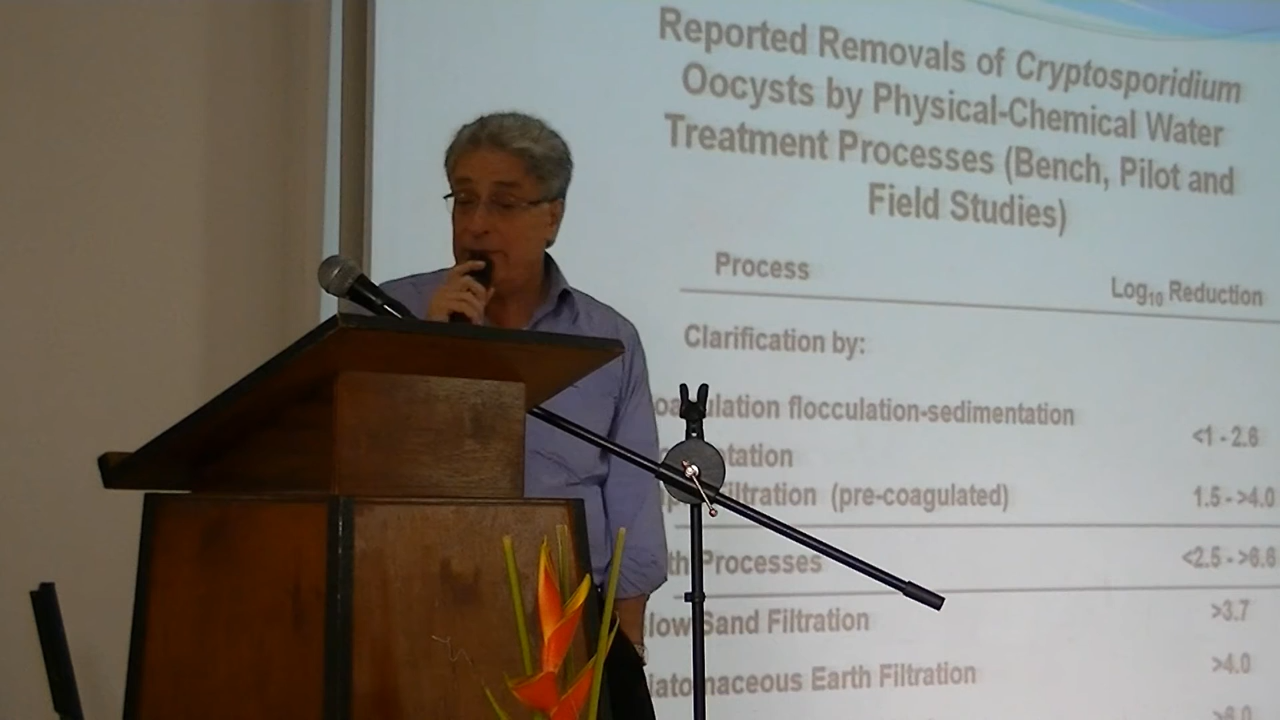 Reported Removals of Cryptosporidium
Oocysts by Physical-Chemical Water
Treatment Processes (Bench, Pilot and
Field Studies)
Process Log10 Reduction
Clarification by:
flocculation-sedimentation
<1 - 2.6
(pre-coagulated) 1.5 - >4.0
Processes <2.5 - >6.6
Sand Filtration >3.7
Earth Filtration >4.0